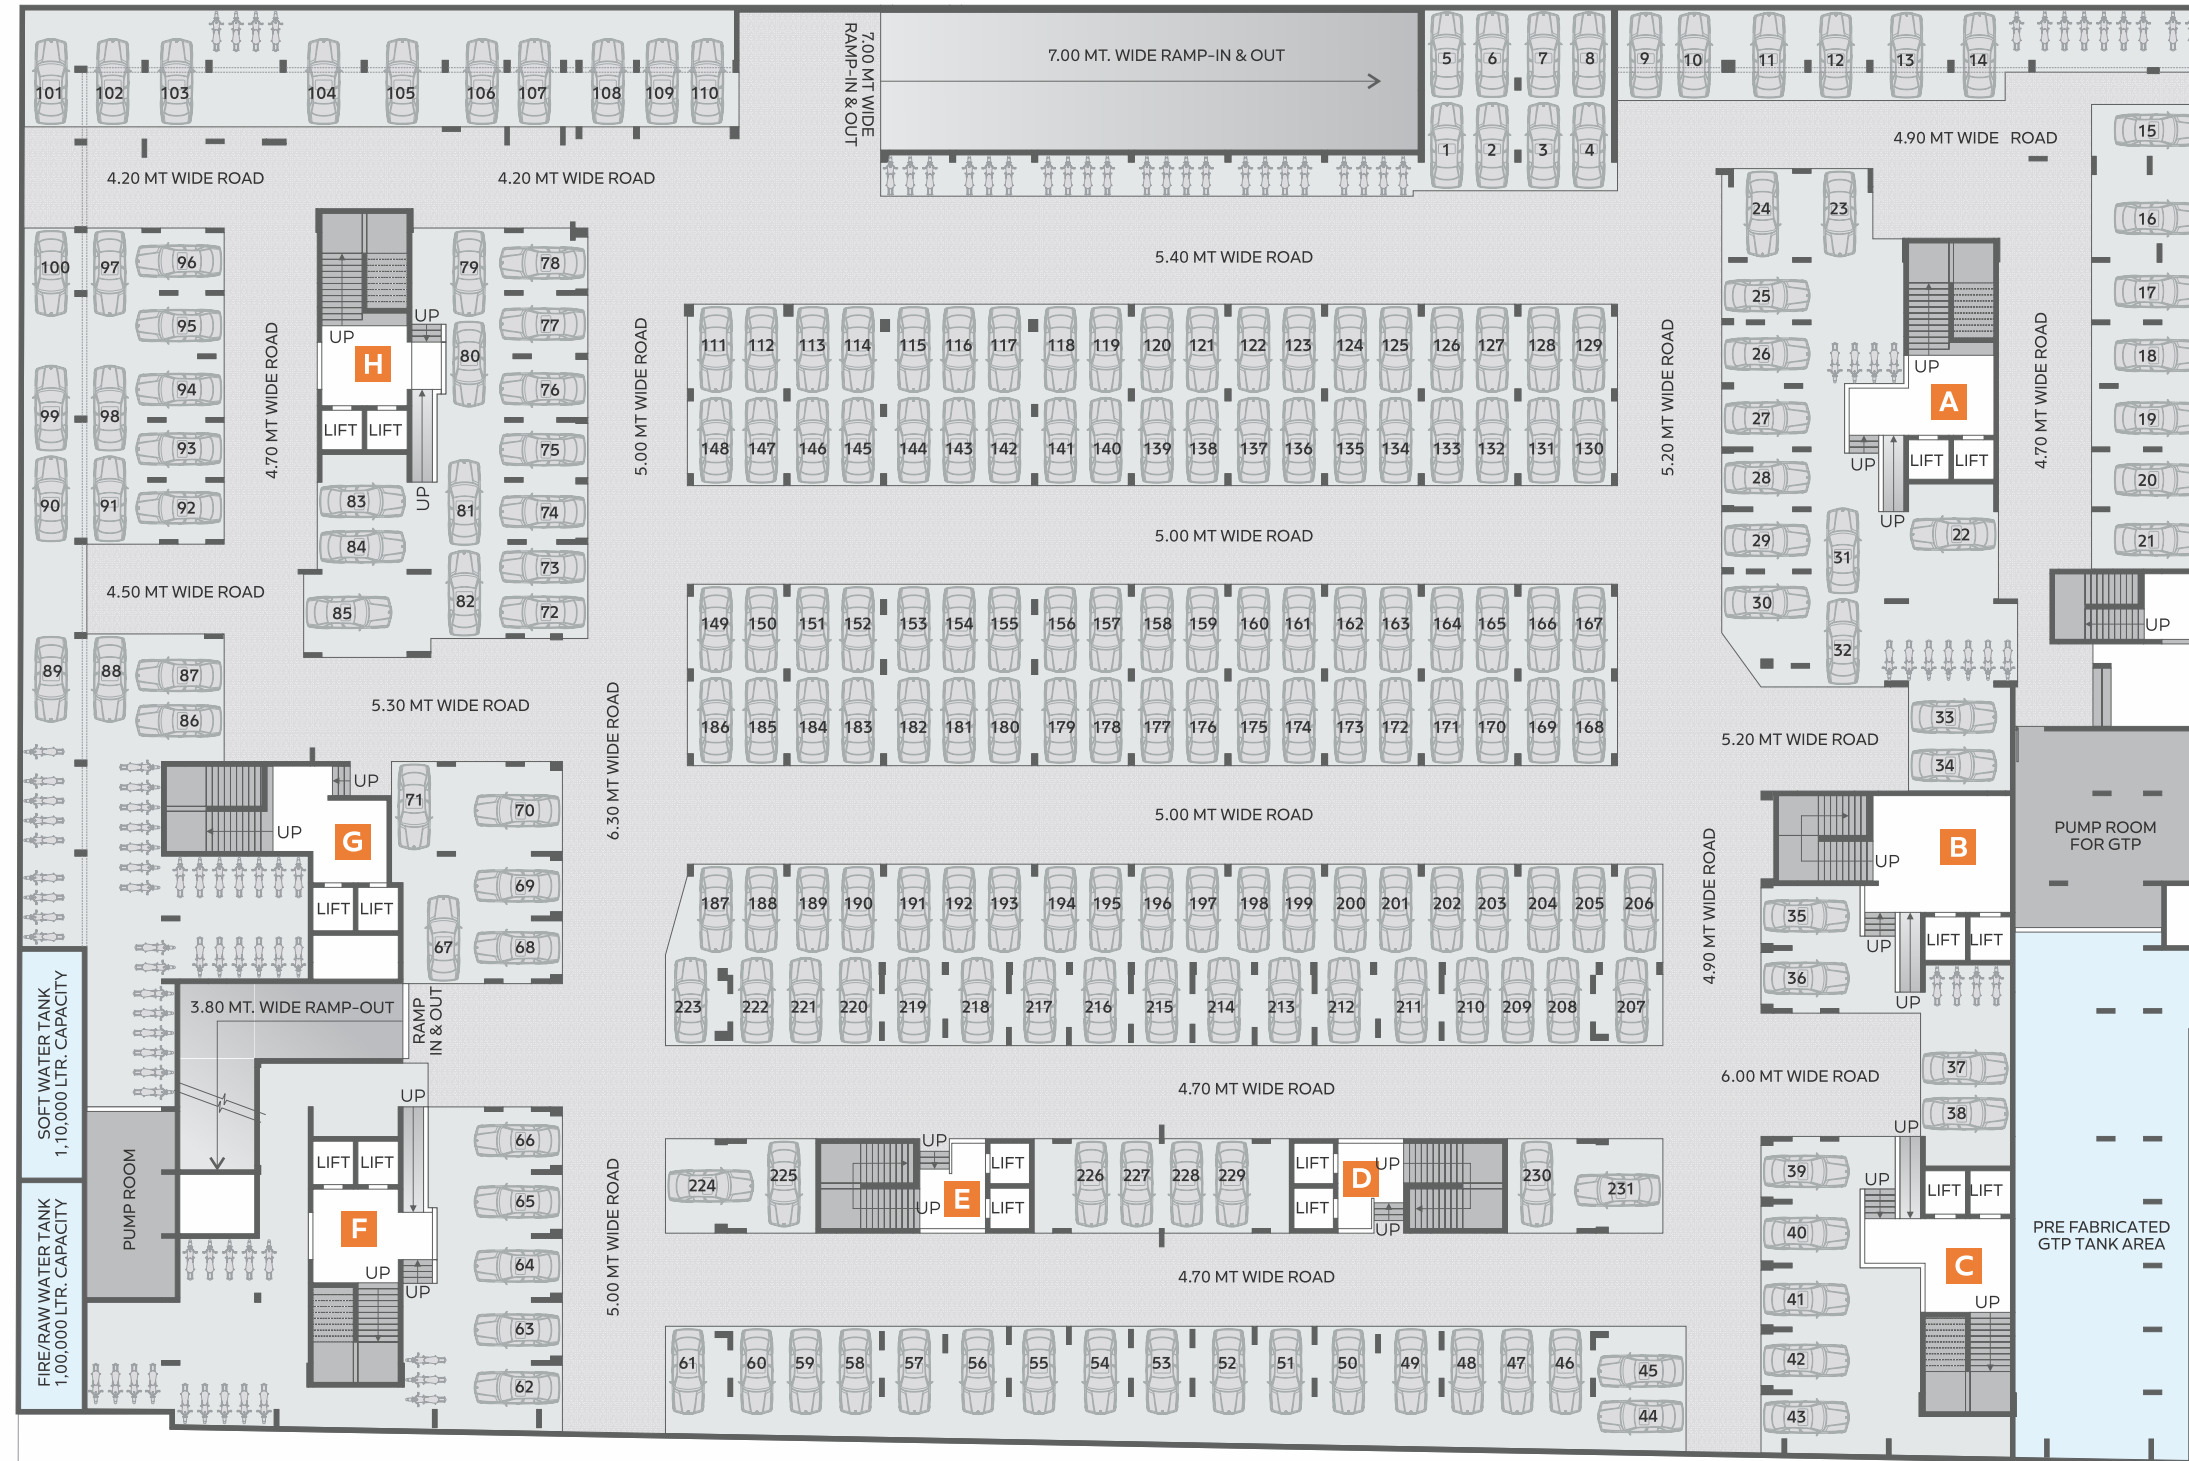 7.00 MT WIDE
RAMP-IN & OUT
7.00 MT. WIDE RAMP-IN & OUT
5 6 7 8 9 10 11 12 13 14
101 102 103 104 105 106 107 108 109 110
1 2 3 4
4.90 MT WIDE ROAD
15
4.20 MT WIDE ROAD
4.20 MT WIDE ROAD
24 23
16
5.40 MT WIDE ROAD
100 97 96
79 78
25
17
95
UP
UP
77
4.70 MT WIDE ROAD
H
80
5.00 MT WIDE ROAD
111 112 113 114 115 116 117 118 119 120 121 122 123 124 125 126 127 128 129
5.20 MT WIDE ROAD
26
UP
4.70 MT WIDE ROAD
18
94
76
A
99 98
LIFT LIFT
27
19
93
75
148 147 146 145 144 143 142 141 140 139 138 137 136 135 134 133 132 131 130
UP
LIFT LIFT
90 91 92
83
UP
81 74
28
20
UP
84
5.00 MT WIDE ROAD
29
31
22
21
73
4.50 MT WIDE ROAD
85
82
72
30
149 150 151 152 153 154 155 156 157 158 159 160 161 162 163 164 165 166 167
UP
89 88 87
32
5.30 MT WIDE ROAD
86
6.30 MT WIDE ROAD
186 185 184 183 182 181 180 179 178 177 176 175 174 173 172 171 170 169 168
33
5.20 MT WIDE ROAD
34
UP
71
70
5.00 MT WIDE ROAD
UP
G
4.90 MT WIDE ROAD
B
UP
PUMP ROOM
FOR GTP
69
LIFT LIFT
187 188 189 190 191 192 193 194 195 196 197 198 199 200 201 202 203 204 205 206
35
67
68
UP
LIFT LIFT
36
UP
3.80 MT. WIDE RAMP-OUT
RAMP
IN & OUT
223 222 221 220 219 218 217 216 215 214 213 212 211 210 209 208 207
SOFT WATER TANK
1,10,000 LTR. CAPACITY
37
6.00 MT WIDE ROAD
4.70 MT WIDE ROAD
UP
38
UP
66
LIFT LIFT
UP
LIFT
LIFT
UP
39
UP
LIFT LIFT
224
225
226 227 228 229
D
230
231
65
PUMP ROOM
F
UP
E
LIFT
LIFT
UP
40
PRE FABRICATED
GTP TANK AREA
5.00 MT WIDE ROAD
64
UP
UP
4.70 MT WIDE ROAD
C
FIRE/RAW WATER TANK
1,00,000 LTR. CAPACITY
41
UP
63
61 60 59 58 57 56 55 54 53 52 51 50 49 48 47 46
45
42
62
44
43